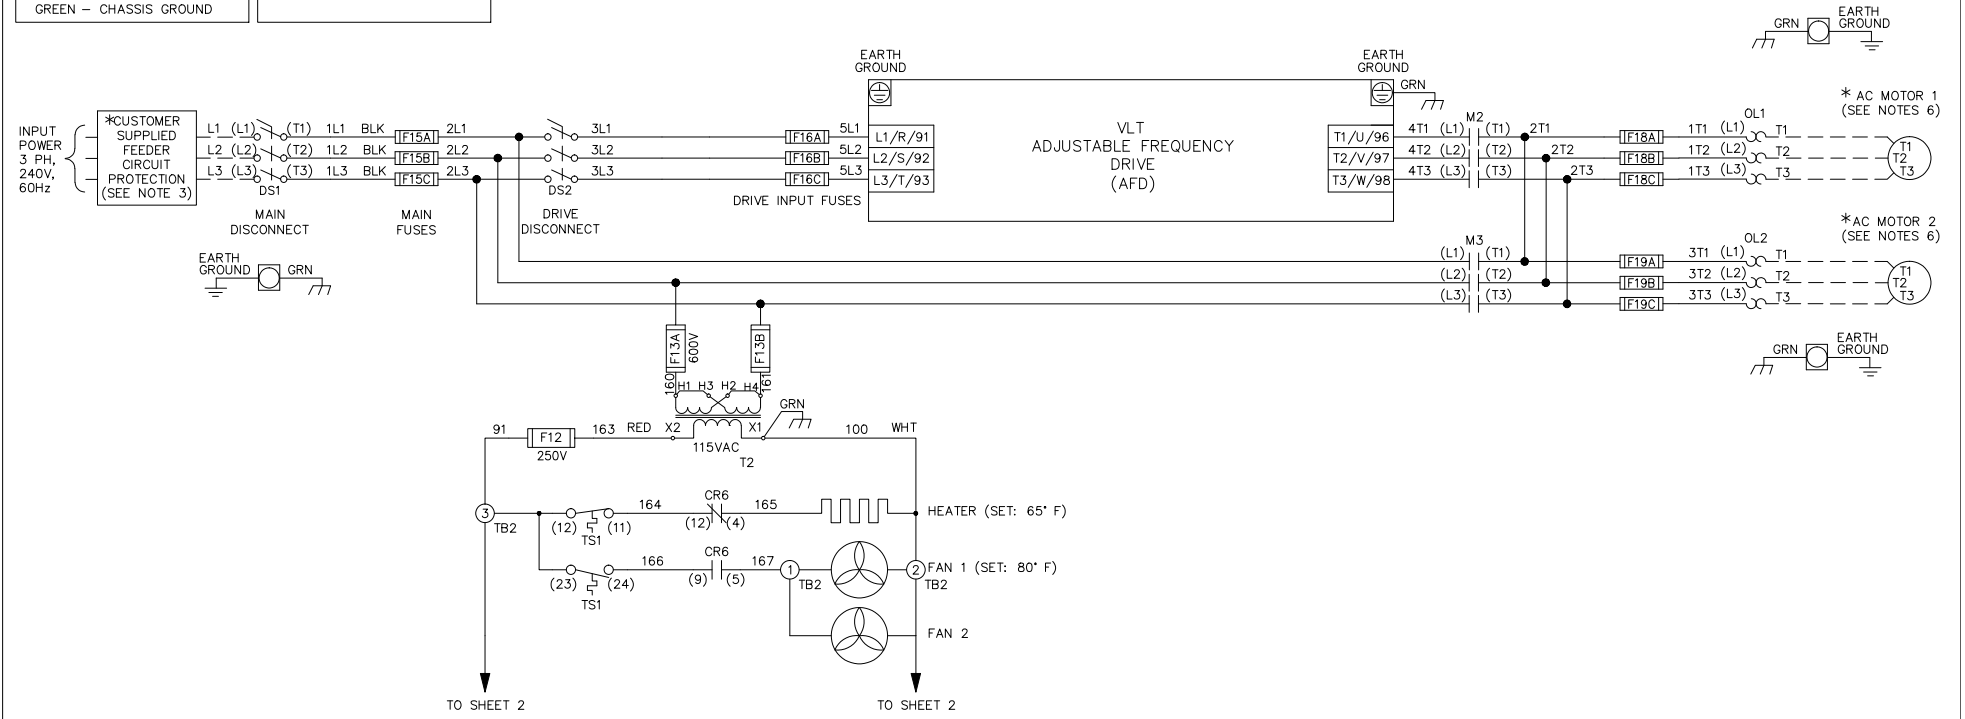 GREEN – CHASSIS GROUND
EARTH
GROUND
GRN
EARTH
GROUND
EARTH
GROUND
GRN
INPUT
POWER
3 PH,
240V,
60Hz
*CUSTOMER
SUPPLIED
FEEDER
CIRCUIT
PROTECTION
(SEE NOTE 3)
L1 (L1) (T1) 1L1 BLK F15A 2L1 3L1 F16A 5L1 L1/R/91
L2 (L2) (T2) 1L2 BLK F15B 2L2 3L2 F16B 5L2 L2/S/92
L3 (L3) (T3) 1L3 BLK F15C 2L3 3L3 F16C 5L3 L3/T/93
DS1
DS2
MAIN
DISCONNECT
MAIN
FUSES
DRIVE
DISCONNECT
DRIVE INPUT FUSES
VLT
ADJUSTABLE FREQUENCY
DRIVE
(AFD)
M2
OL1
* AC MOTOR 1
(SEE NOTES 6)
T1/U/96 4T1 (L1) (T1) 2T1 F18A 1T1 (L1) T1
T2/V/97 4T2 (L2) (T2) 2T2 F18B 1T2 (L2) T2
T3/W/98 4T3 (L3) (T3) 2T3 F18C 1T3 (L3) T3
T1
T2
T3
*AC MOTOR 2
(SEE NOTES 6)
M3
OL2
(L1) (T1) F19A 3T1 (L1) T1
(L2) (T2) F19B 3T2 (L2) T2
(L3) (T3) F19C 3T3 (L3) T3
T1
T2
T3
EARTH
GROUND
GRN
GRN
EARTH
GROUND
F13A
600V
F13B
160
161
H1 H3 H2 H4
GRN
91 F12 163 RED X2 X1 100 WHT
250V
115VAC
T2
3
TB2
(12) (11) 164 CR6 (12) (4) 165
TS1
HEATER (SET: 65° F)
(23) (24) 166 CR6 (9) (5) 167
TS1
1
TB2
2
TB2
FAN 1 (SET: 80° F)
FAN 2
TO SHEET 2
TO SHEET 2